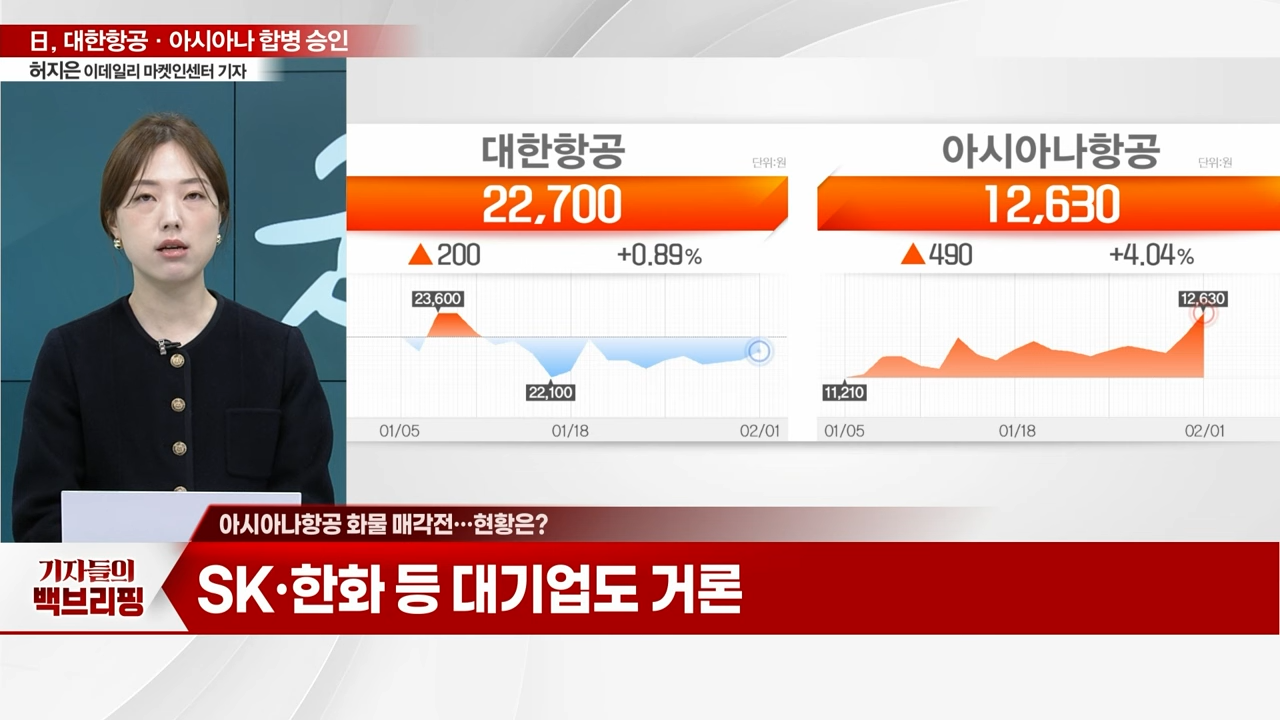 日, 대한항공 · 아시아나 합병 승인
허지은 이데일리 마켓인센터 기자
대한항공
단위:원
22,700
▲200 +0.89%
23,600
22,100
01/05 01/18 02/01
아시아나항공
단위:원
12,630
▲490 +4.04%
12,630
11,210
01/05 01/18 02/01
아시아나항공 화물 매각전…현황은?
기자들의
백브리핑
SK·한화 등 대기업도 거론